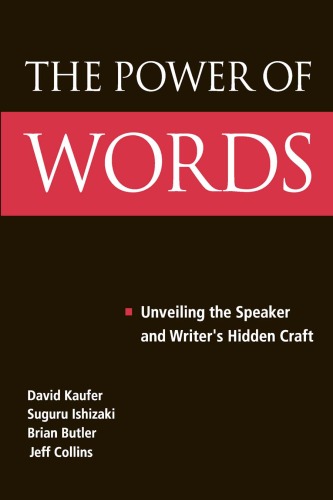 THE POWER OF
WORDS
Unveiling the Speaker
and Writer's Hidden Craft
David Kaufer
Suguru Ishizaki
Brian Butler
Jeff Collins